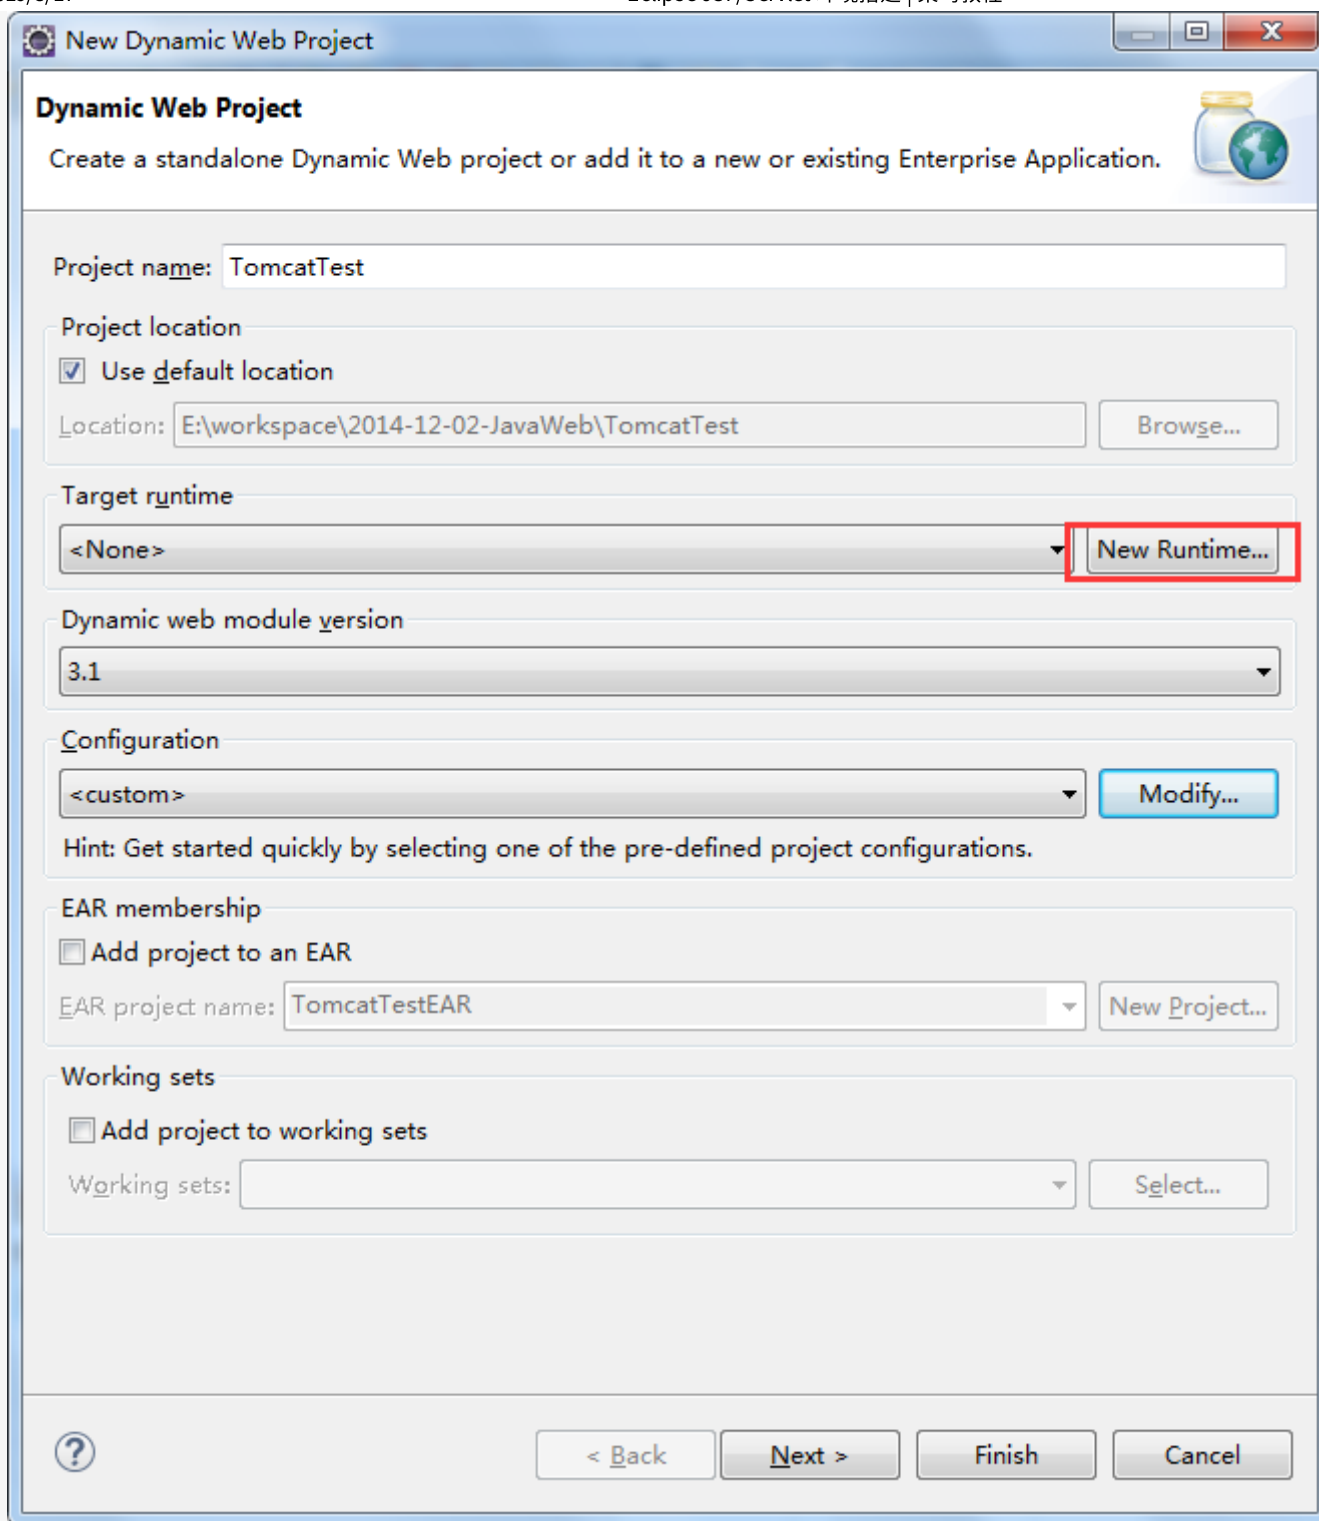 New Dynamic Web Project
Dynamic Web Project
Create a standalone Dynamic Web project or add it to a new or existing Enterprise Application.
Project name: TomcatTest
Project location
Use default location
Location: E:\workspace\2014-12-02-JavaWeb\TomcatTest Browse...
Target runtime
<None> New Runtime...
Dynamic web module version
3.1
Configuration
<custom> Modify...
Hint: Get started quickly by selecting one of the pre-defined project configurations.
EAR membership
Add project to an EAR
EAR project name: TomcatTestEAR New Project...
Working sets
Add project to working sets
Working sets: Select...
< Back Next > Finish Cancel